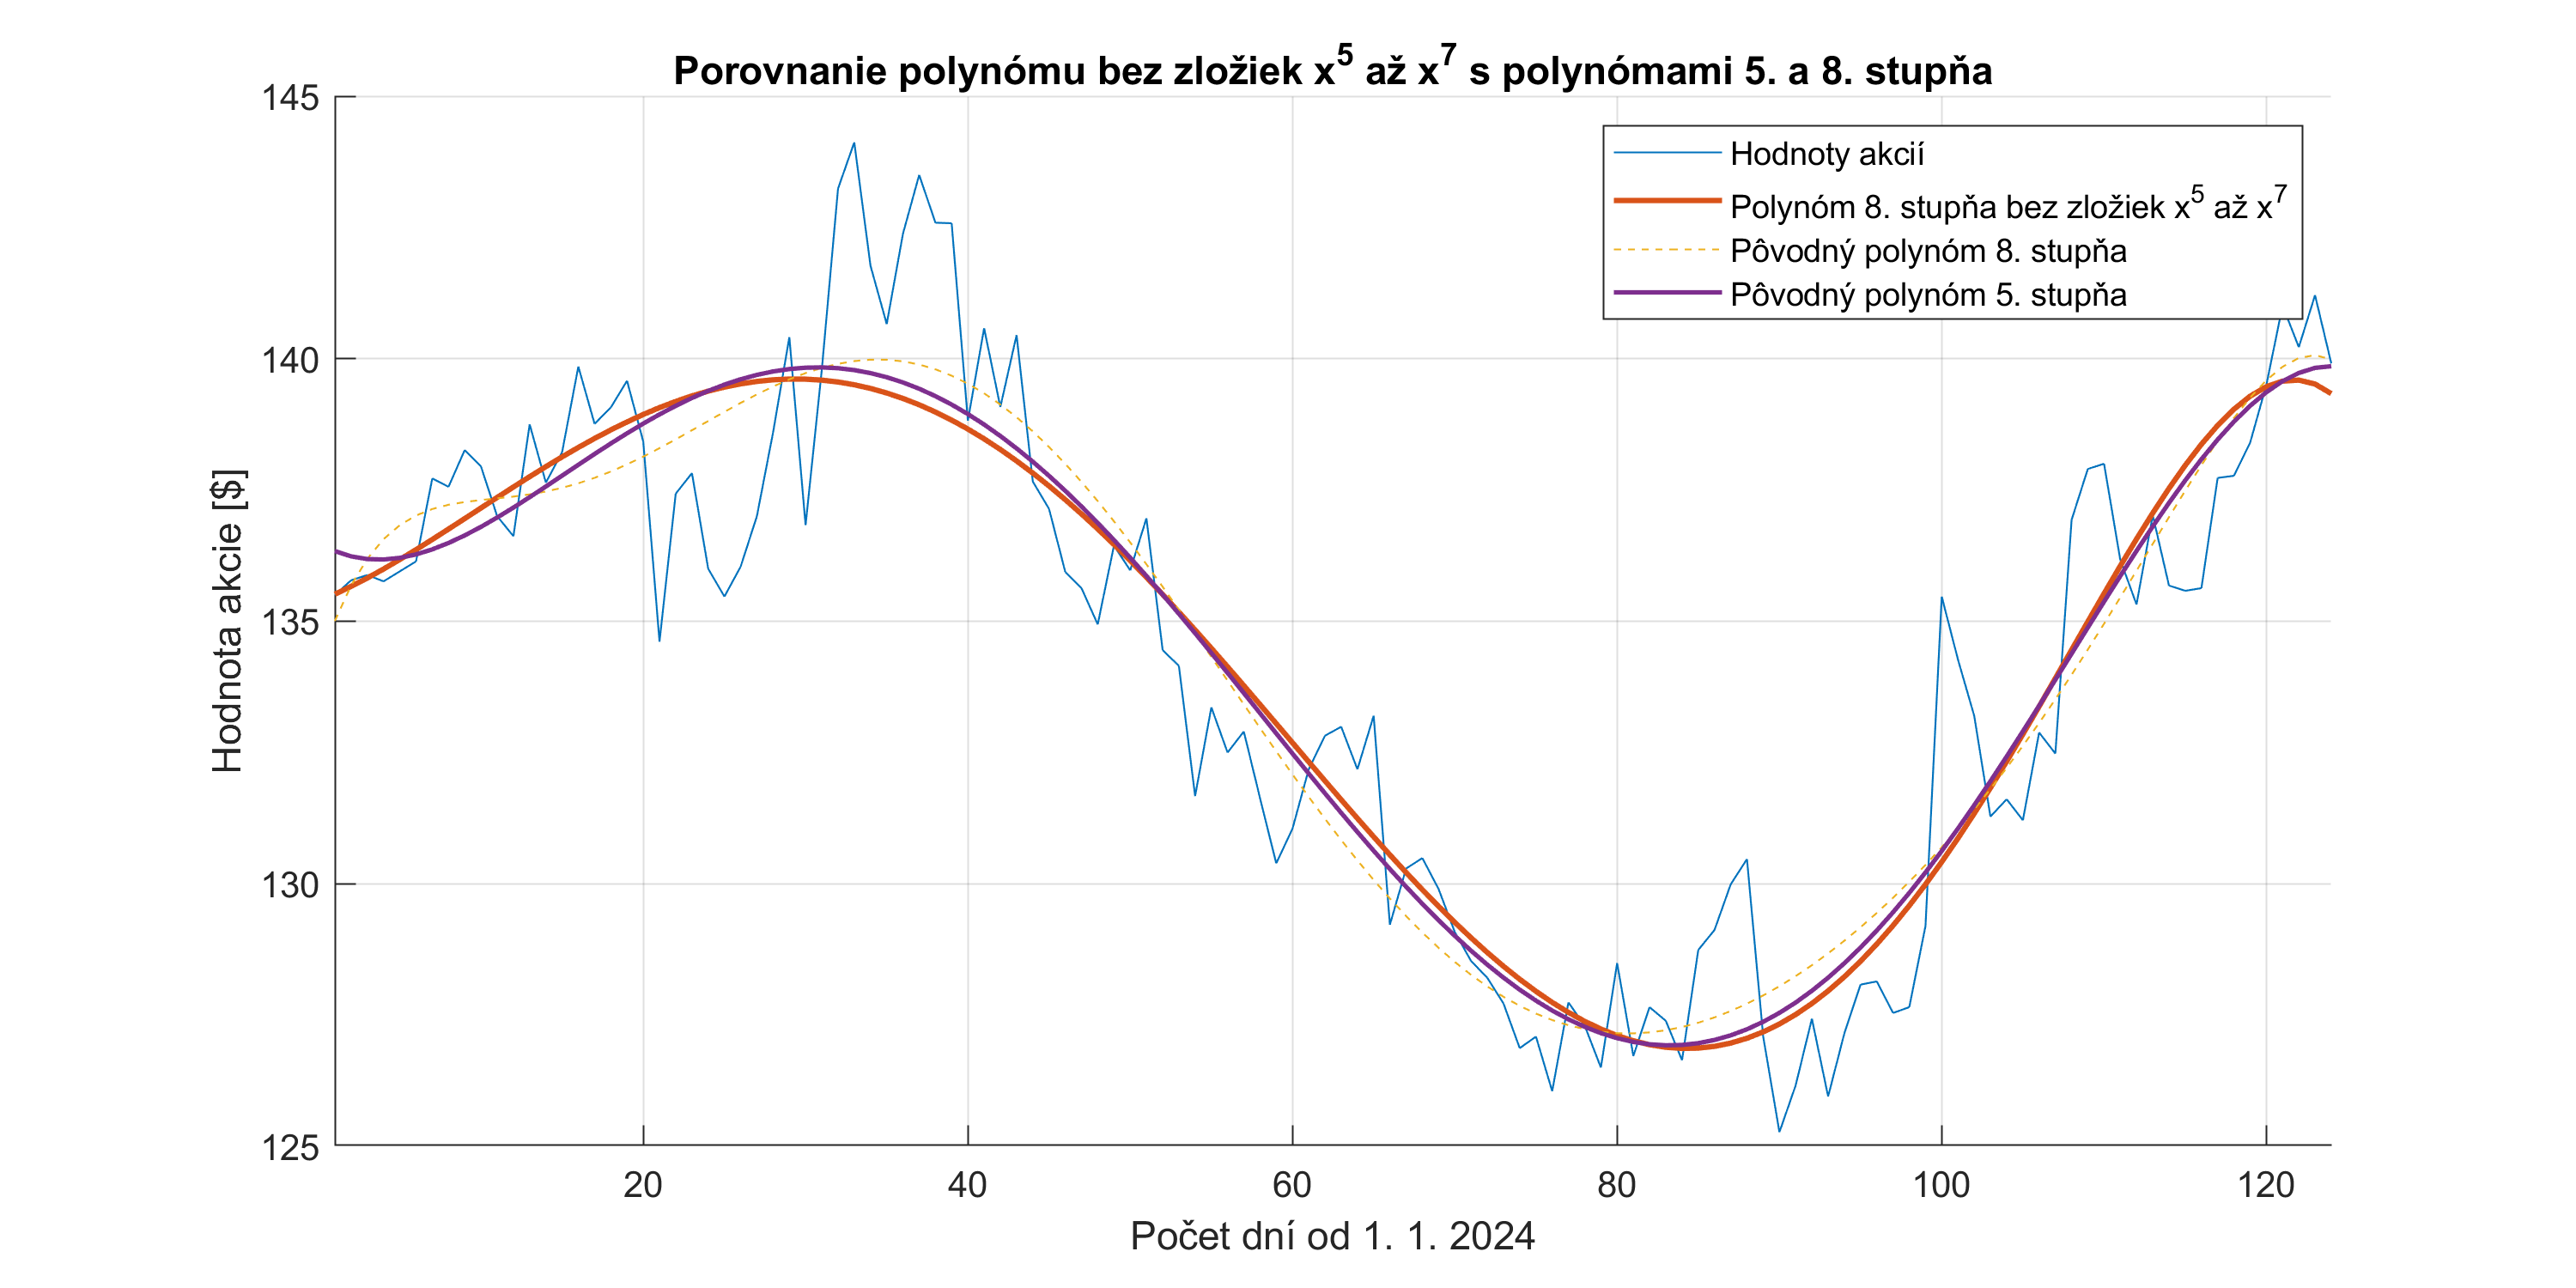 Porovnanie polynómu bez zložiek x⁵ až x⁷ s polynómami 5. a 8. stupňa
145
140
135
130
125
Hodnota akcie [$]
Hodnoty akcií
Polynóm 8. stupňa bez zložiek x⁵ až x⁷
Pôvodný polynóm 8. stupňa
Pôvodný polynóm 5. stupňa
20 40 60 80 100 120
Počet dní od 1. 1. 2024